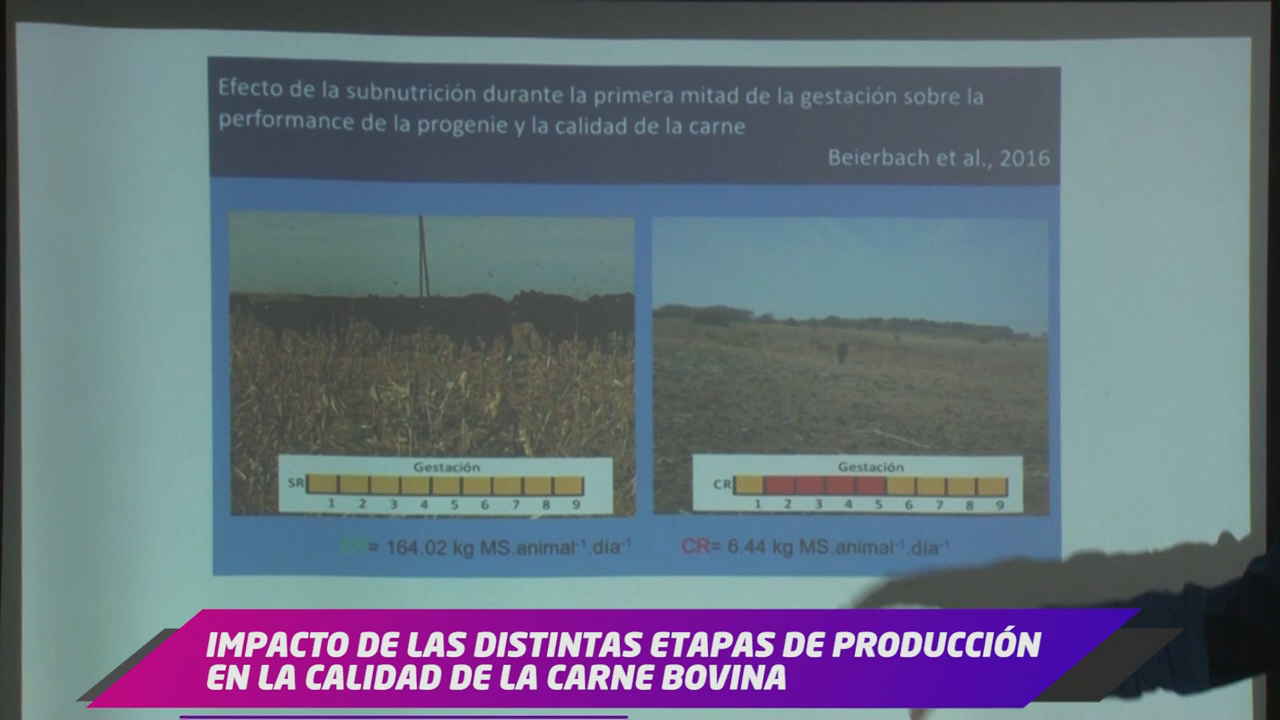 Efecto de la subnutrición durante la primera mitad de la gestación sobre la
performance de la progenie y la calidad de la carne
Beierbach et al., 2016
Gestación
SR
1 2 3 4 5 6 7 8 9
Gestación
CR
1 2 3 4 5 6 7 8 9
SR= 164.02 kg MS.animal⁻¹.día⁻¹
CR= 6.44 kg MS.animal⁻¹.día⁻¹
IMPACTO DE LAS DISTINTAS ETAPAS DE PRODUCCIÓN
EN LA CALIDAD DE LA CARNE BOVINA